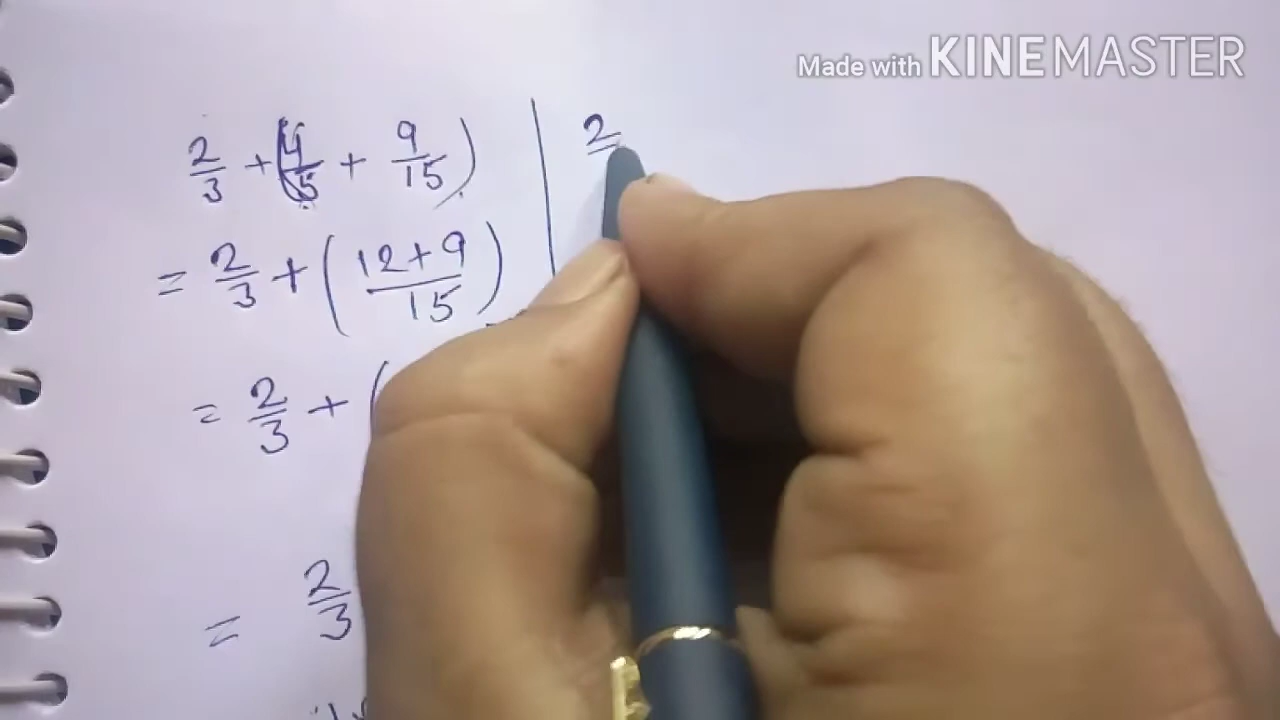 Made with KINEMASTER
2/3 + (4/5 + 9/15)
= 2/3 + ( 12 + 9 / 15 )
= 2/3 + (
= 2/3
2